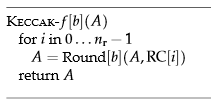 KECCAK-f[b](A)
for i in 0…nr − 1
A = Round[b](A, RC[i])
return A